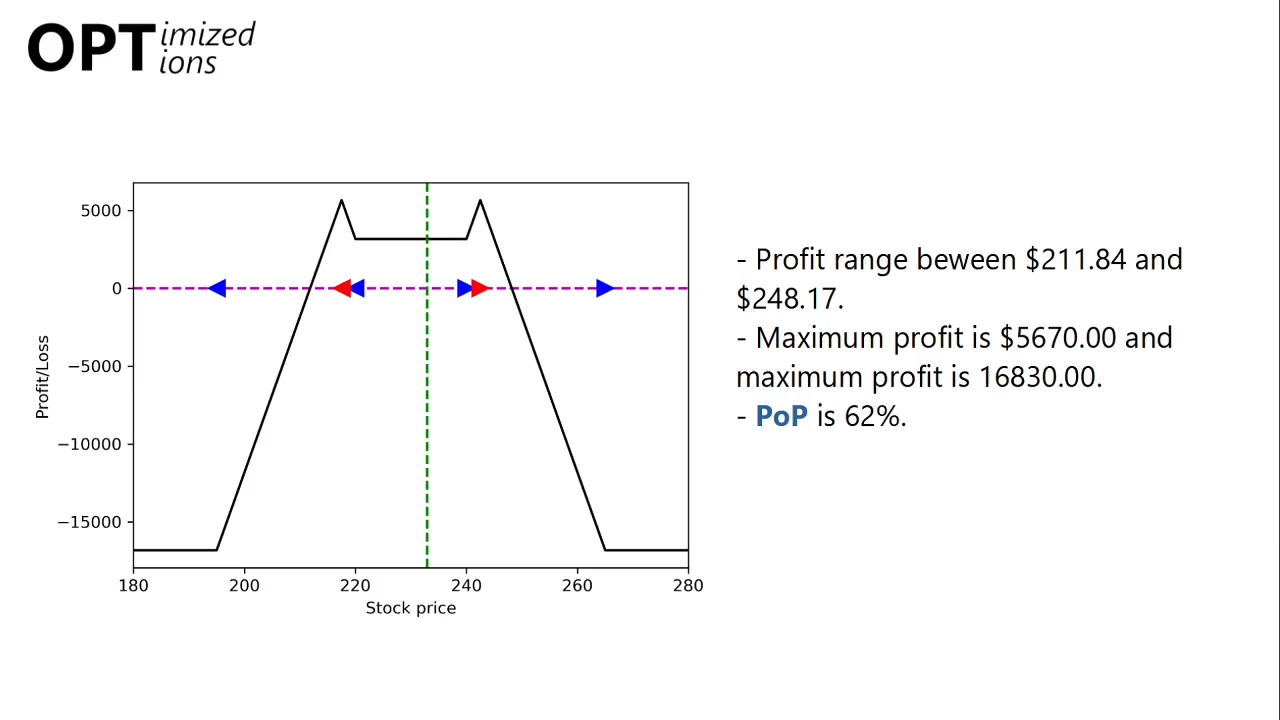 OPTimized
ions
5000
0
−5000
−10000
−15000
Profit/Loss
180 200 220 240 260 280
Stock price
- Profit range beween $211.84 and
$248.17.
- Maximum profit is $5670.00 and
maximum profit is 16830.00.
- PoP is 62%.